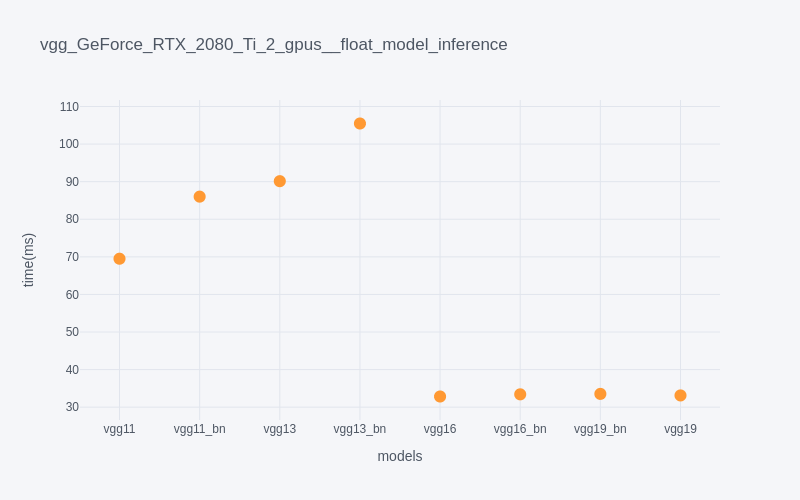 vgg_GeForce_RTX_2080_Ti_2_gpus__float_model_inference
110
100
90
80
70
60
50
40
30
time(ms)
vgg11 vgg11_bn vgg13 vgg13_bn vgg16 vgg16_bn vgg19_bn vgg19
models